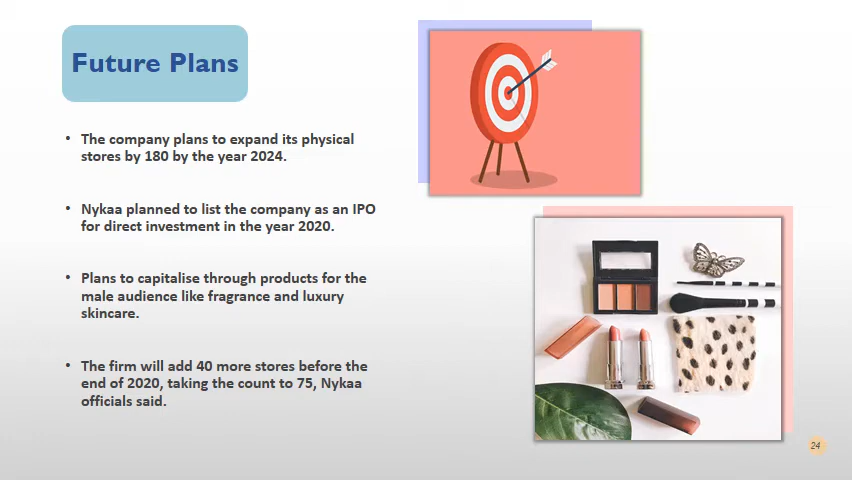 Future Plans
• The company plans to expand its physical
stores by 180 by the year 2024.
• Nykaa planned to list the company as an IPO
for direct investment in the year 2020.
• Plans to capitalise through products for the
male audience like fragrance and luxury
skincare.
• The firm will add 40 more stores before the
end of 2020, taking the count to 75, Nykaa
officials said.
24